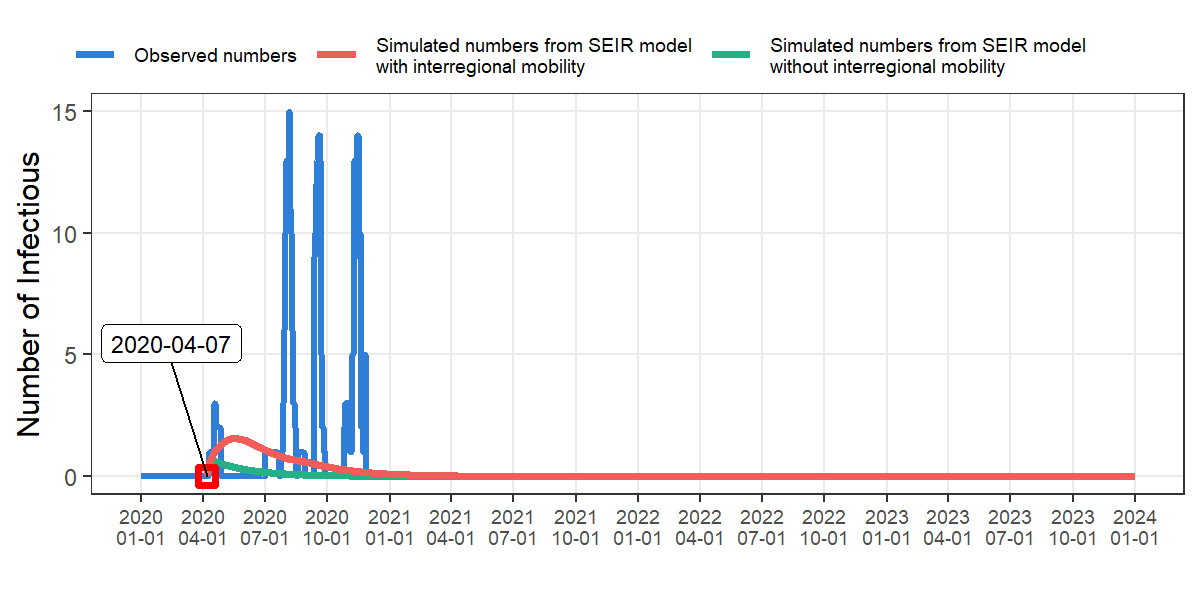 Observed numbers
Simulated numbers from SEIR model
with interregional mobility
Simulated numbers from SEIR model
without interregional mobility
Number of Infectious
15
10
5
0
2020-04-07
2020 2020 2020 2020 2021 2021 2021 2021 2022 2022 2022 2022 2023 2023 2023 2023 2024
01-01 04-01 07-01 10-01 01-01 04-01 07-01 10-01 01-01 04-01 07-01 10-01 01-01 04-01 07-01 10-01 01-01